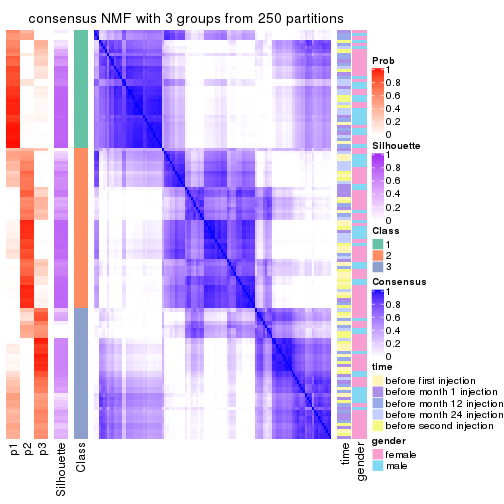 consensus NMF with 3 groups from 250 partitions
Prob
1
0.8
0.6
0.4
0.2
0
Silhouette
1
0.8
0.6
0.4
0.2
0
Class
1
2
3
Consensus
1
0.8
0.6
0.4
0.2
0
time
before first injection
before month 1 injection
before month 12 injection
before month 24 injection
before second injection
gender
female
male
p1
p2
p3
Silhouette
Class
time
gender